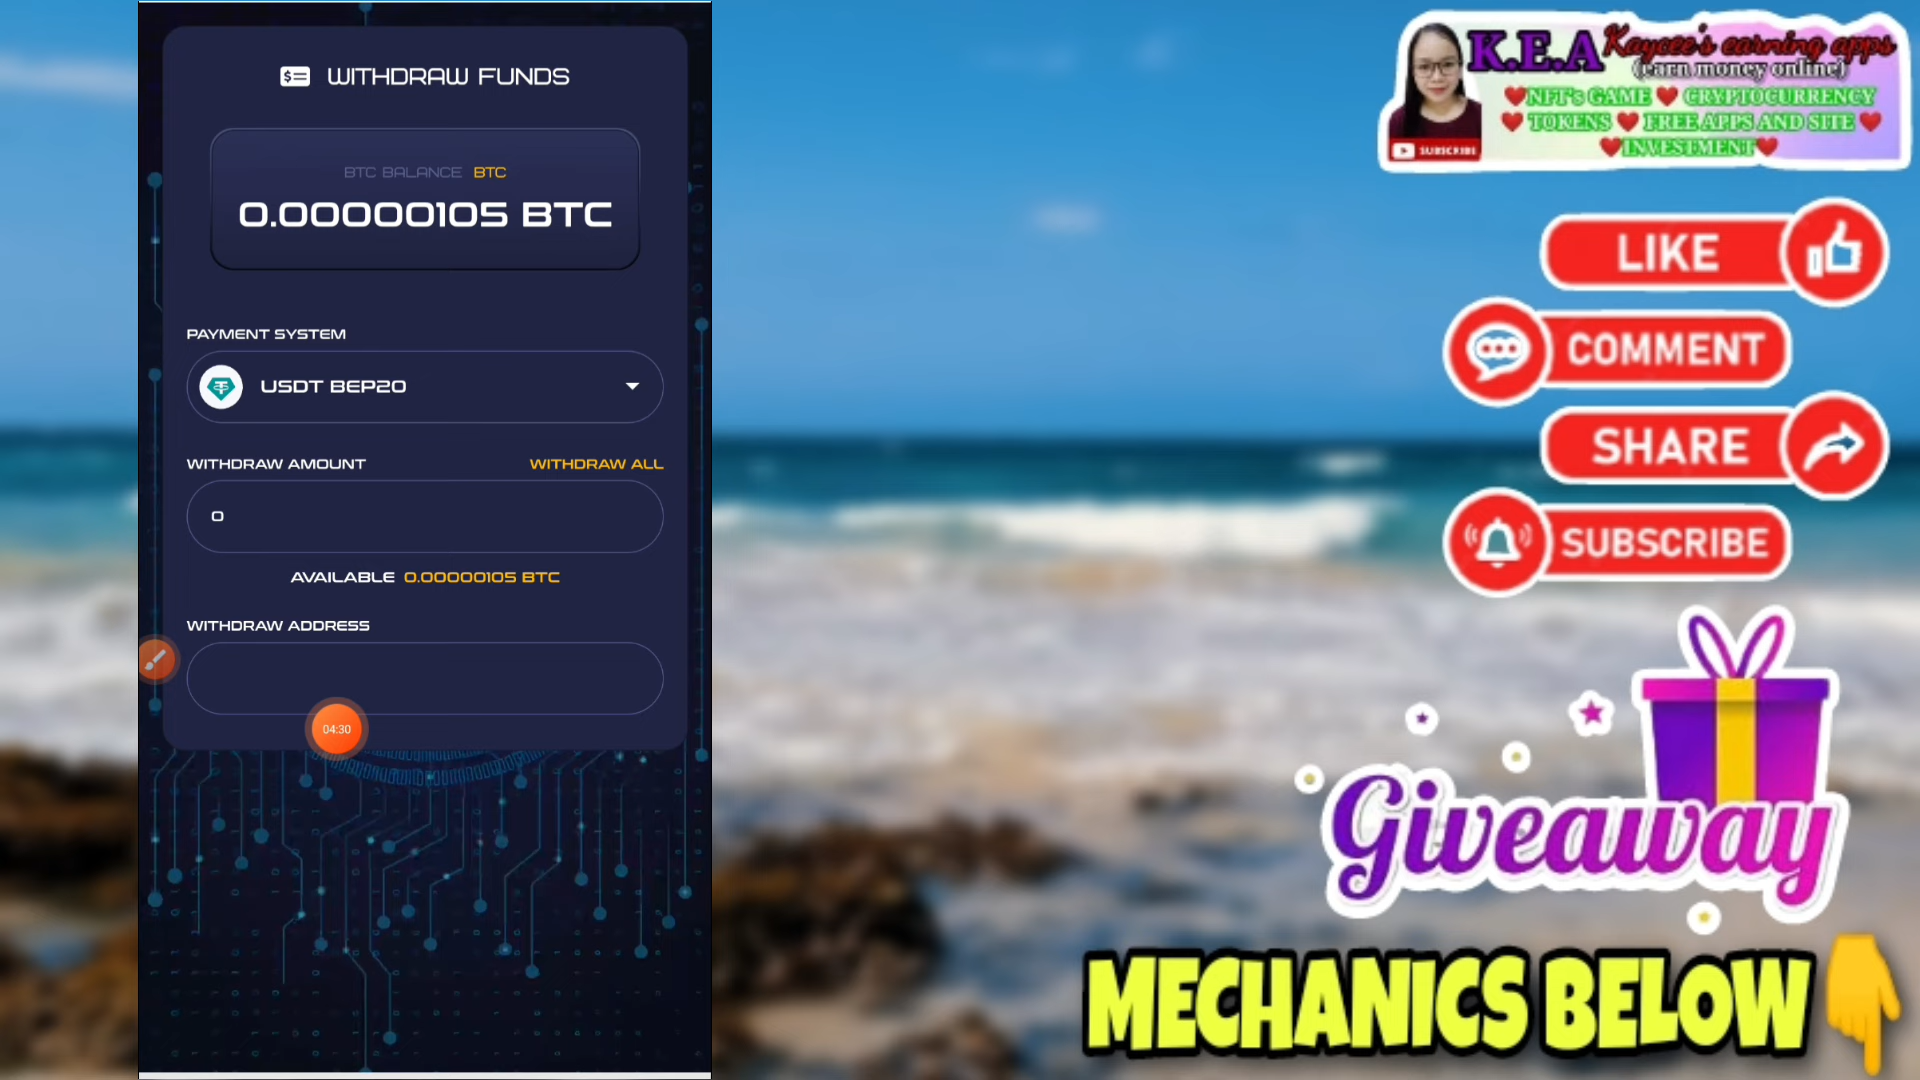 WITHDRAW FUNDS
BTC BALANCE BTC
0.00000105 BTC
PAYMENT SYSTEM
USDT BEP20
WITHDRAW AMOUNT WITHDRAW ALL
0
AVAILABLE 0.00000105 BTC
WITHDRAW ADDRESS
04:30
K.E.A Kaycee's earning apps
(earn money online)
NFT's GAME CRYPTOCURRENCY
TOKENS FREE APPS AND SITE
INVESTMENT
SUBSCRIBE
LIKE
COMMENT
SHARE
SUBSCRIBE
Giveaway
MECHANICS BELOW